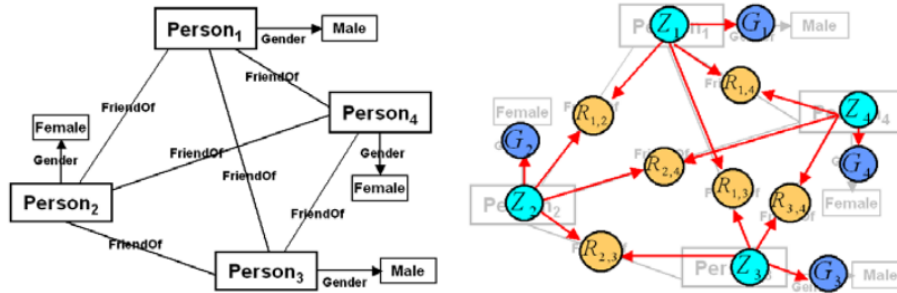 Person1
Gender
Male
FriendOf
FriendOf
Person4
Female
Gender
FriendOf
FriendOf
FriendOf
Gender
Female
Person2
FriendOf
Person3
Gender
Male
Z1
G1
Person1
Gender
Male
R1,4
R1,2
Female
Z4
G2
R2,4
G4
Female
R1,3
R3,4
Z2
R2,3
Z3
G3
Male